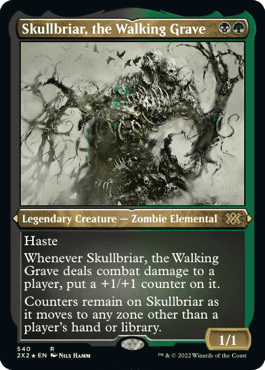 Skullbriar, the Walking Grave
Legendary Creature — Zombie Elemental
Haste
Whenever Skullbriar, the Walking
Grave deals combat damage to a
player, put a +1/+1 counter on it.
Counters remain on Skullbriar as
it moves to any zone other than a
player's hand or library.
1/1
540 R
2X2 ★ EN NILS HAMM
™ & © 2022 Wizards of the Coast